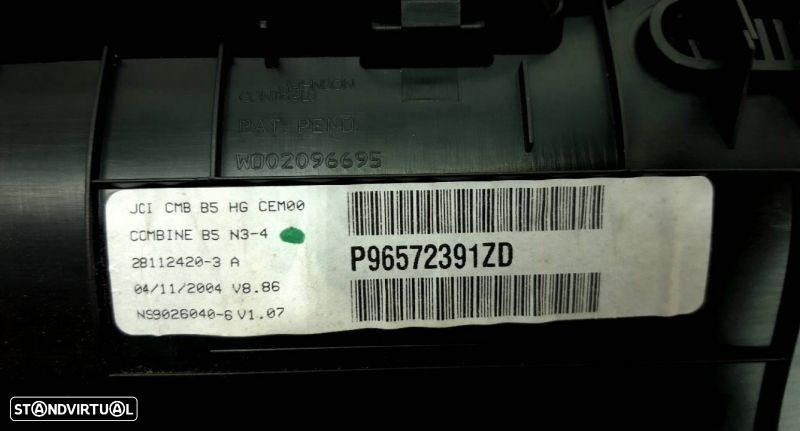 JOHNSON
CONTROLS
PAT. PEND.
WO02096695
JCI CMB B5 HG CEM00
COMBINE B5 N3-4
28112420-3 A
04/11/2004 V8.86
NS9026040-6 V1.07
P96572391ZD
STANDVIRTUAL